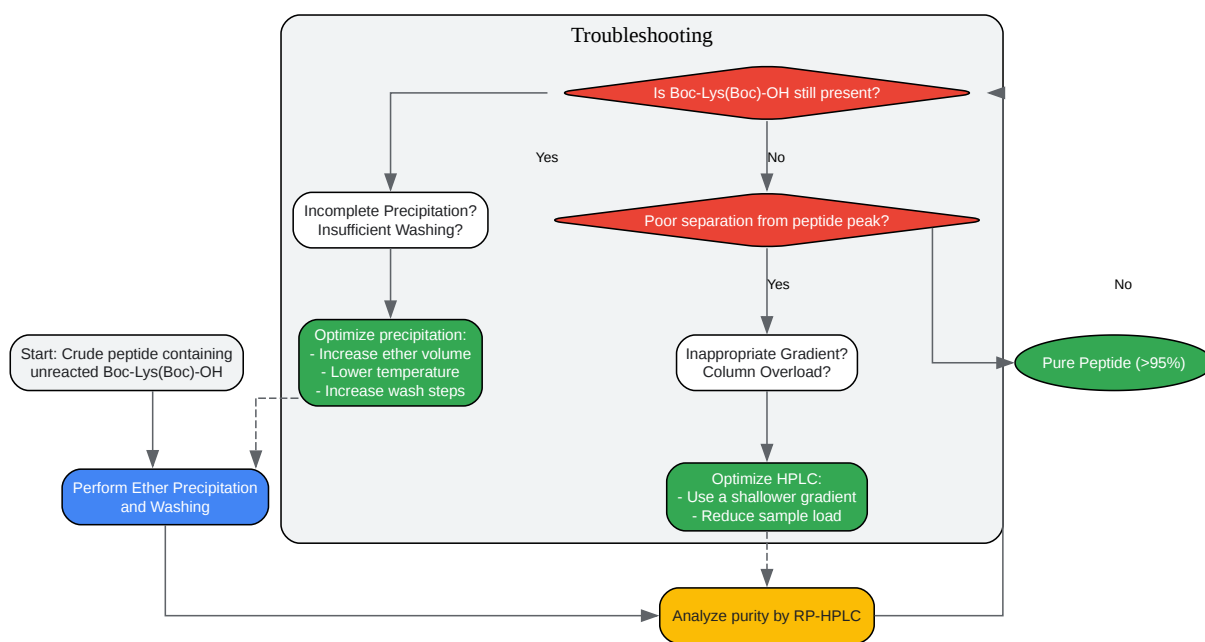 Troubleshooting
Is Boc-Lys(Boc)-OH still present?
Yes
No
Incomplete Precipitation?
Insufficient Washing?
Poor separation from peptide peak?
Yes
No
Optimize precipitation:
- Increase ether volume
- Lower temperature
- Increase wash steps
Start: Crude peptide containing
unreacted Boc-Lys(Boc)-OH
Inappropriate Gradient?
Column Overload?
Pure Peptide (>95%)
Perform Ether Precipitation
and Washing
Optimize HPLC:
- Use a shallower gradient
- Reduce sample load
Analyze purity by RP-HPLC